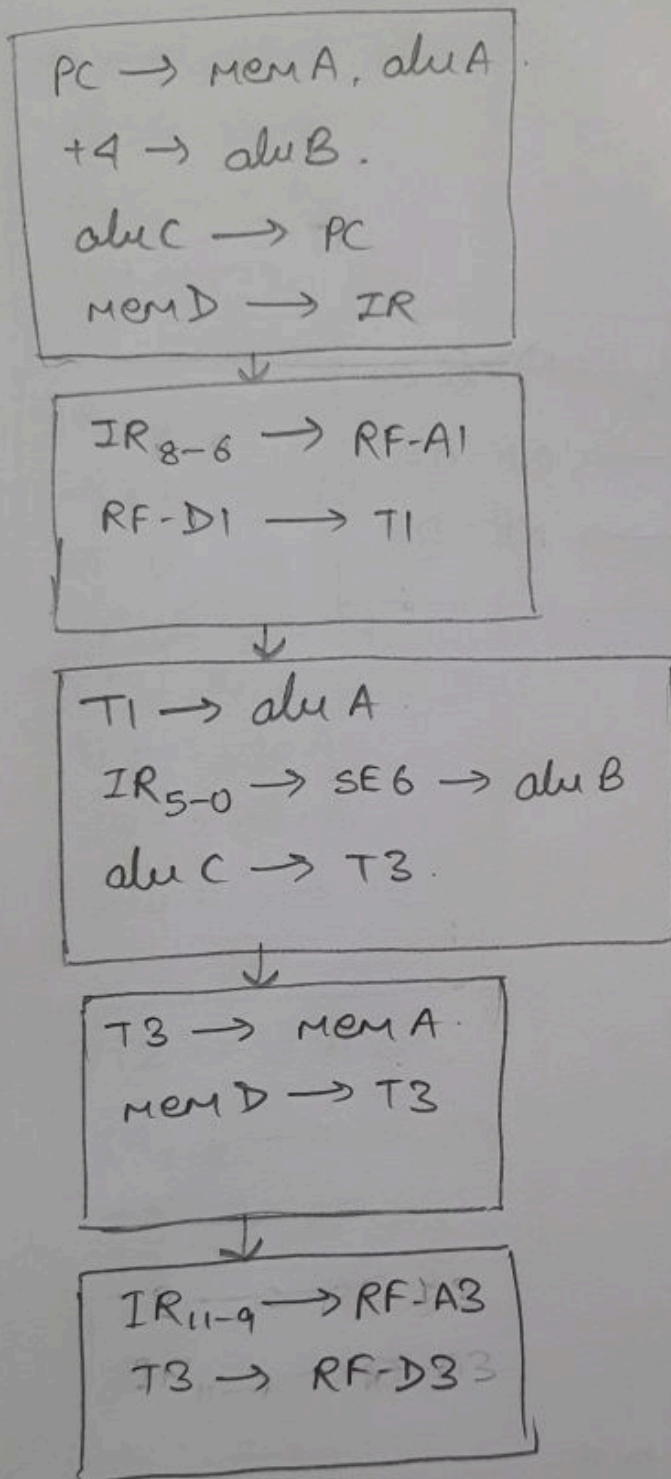 PC → MEM A, alu A
+4 → alu B.
alu C → PC
MEM D → IR
IR8-6 → RF-A1
RF-D1 → T1
T1 → alu A
IR5-0 → SE6 → alu B
alu C → T3.
T3 → MEM A.
MEM D → T3
IR11-9 → RF-A3
T3 → RF-D3